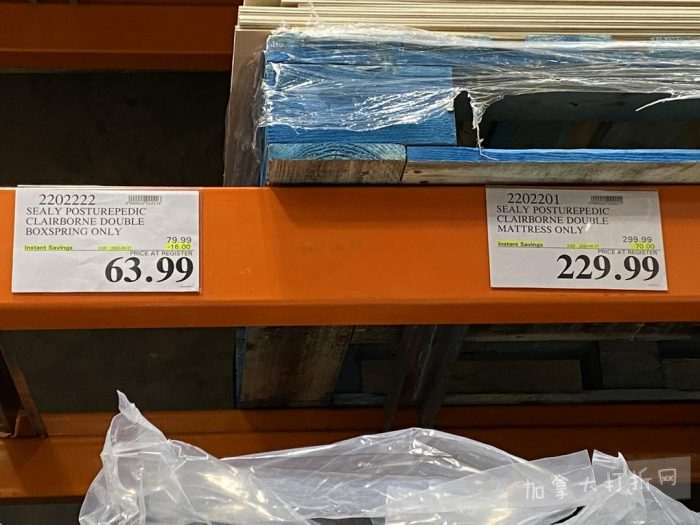 2202222
SEALY POSTUREPEDIC
CLAIRBORNE DOUBLE
BOXSPRING ONLY
79.99
Instant Savings -16.00
PRICE AT REGISTER
63.99
2202201
SEALY POSTUREPEDIC
CLAIRBORNE DOUBLE
MATTRESS ONLY
299.99
Instant Savings 70.00
PRICE AT REGISTER
229.99
加拿大打折网